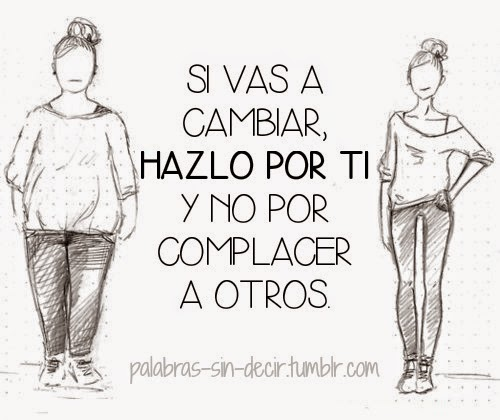 SI VAS A
CAMBIAR,
HAZLO POR TI
Y NO POR
COMPLACER
A OTROS.
palabras-sin-decir.tumblr.com